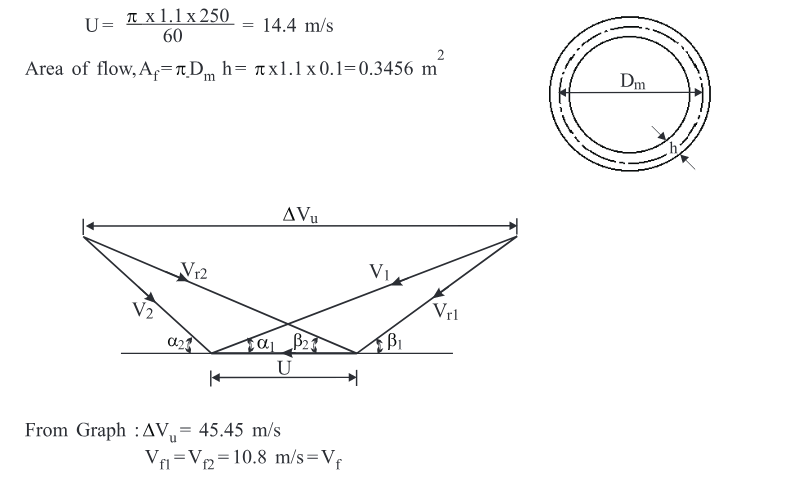 U = π x 1.1 x 250 / 60 = 14.4 m/s
Area of flow, A_f = π.D_m h = π x 1.1 x 0.1 = 0.3456 m²
D_m
h
ΔV_u
V_r2
V_1
V_2
V_r1
α_2
α_1
β_2
β_1
U
From Graph : ΔV_u = 45.45 m/s
V_f1 = V_f2 = 10.8 m/s = V_f